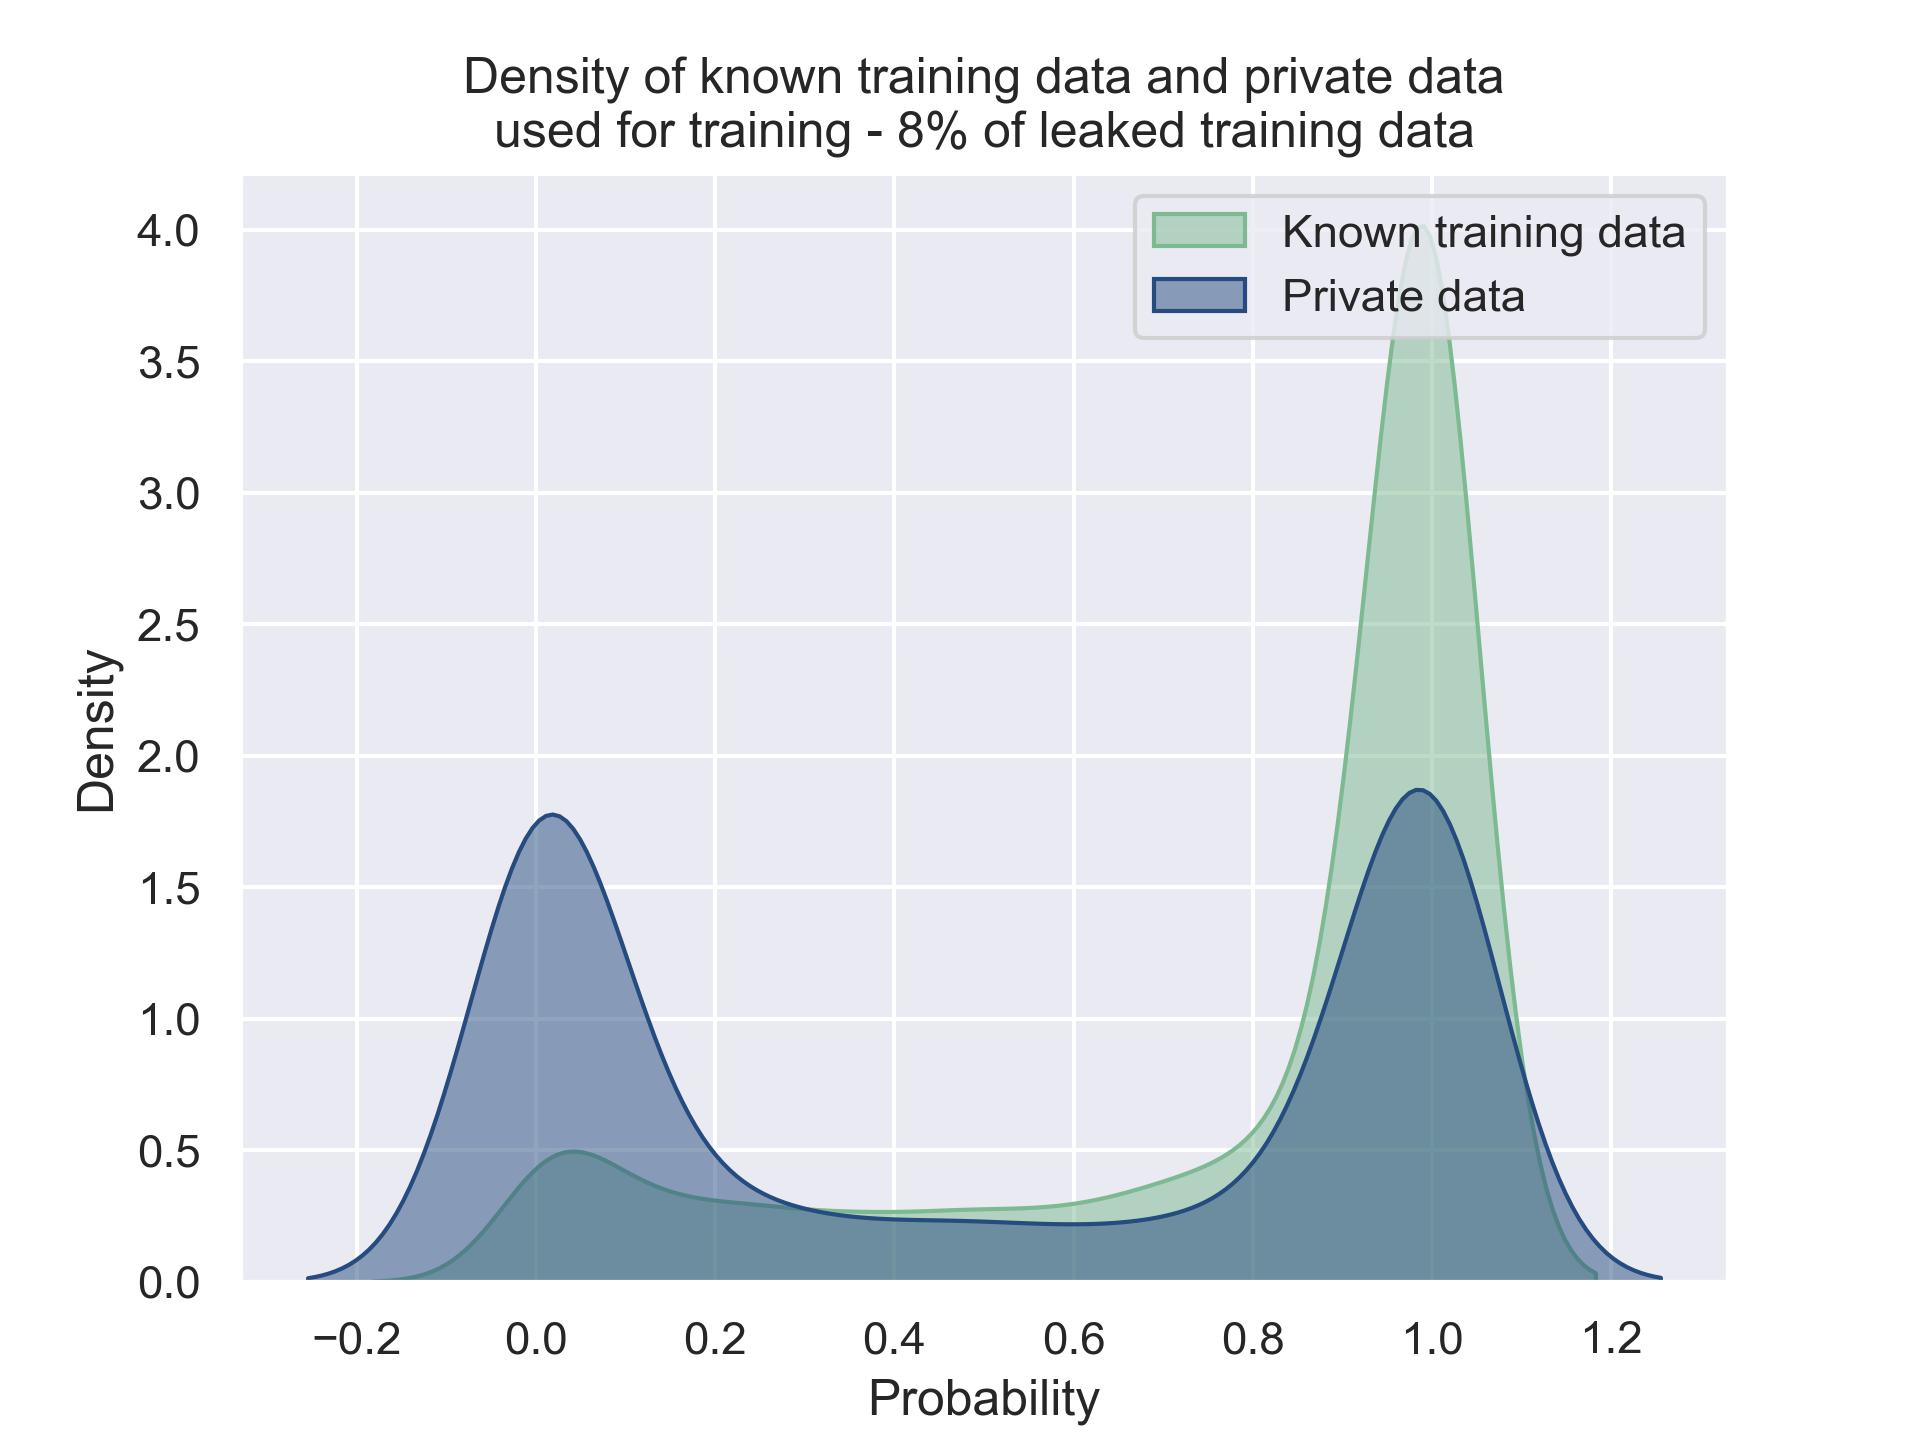 Density of known training data and private data
used for training - 8% of leaked training data
Known training data
Private data
4.0
3.5
3.0
2.5
2.0
1.5
1.0
0.5
0.0
Density
−0.2 0.0 0.2 0.4 0.6 0.8 1.0 1.2
Probability